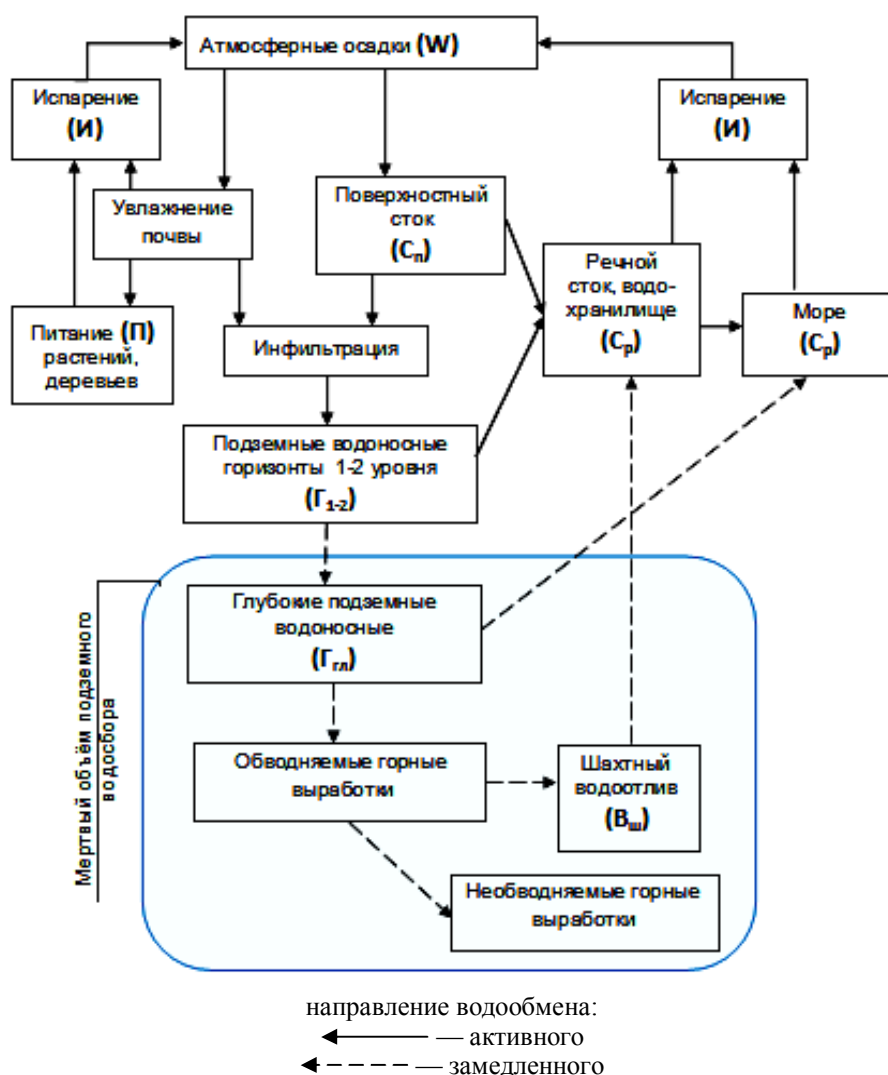 Атмосферные осадки (W)
Испарение
(И)
Испарение
(И)
Увлажнение
почвы
Поверхностный
сток
(Сп)
Речной
сток, водо-
хранилище
(Ср)
Море
(Ср)
Питание (П)
растений,
деревьев
Инфильтрация
Подземные водоносные
горизонты 1-2 уровня
(Г1-2)
Мертвый объём подземного
водосбора
Глубокие подземные
водоносные
(Ггл)
Обводняемые горные
выработки
Шахтный
водоотлив
(Вш)
Необводняемые горные
выработки
направление водообмена:
— активного
— замедленного